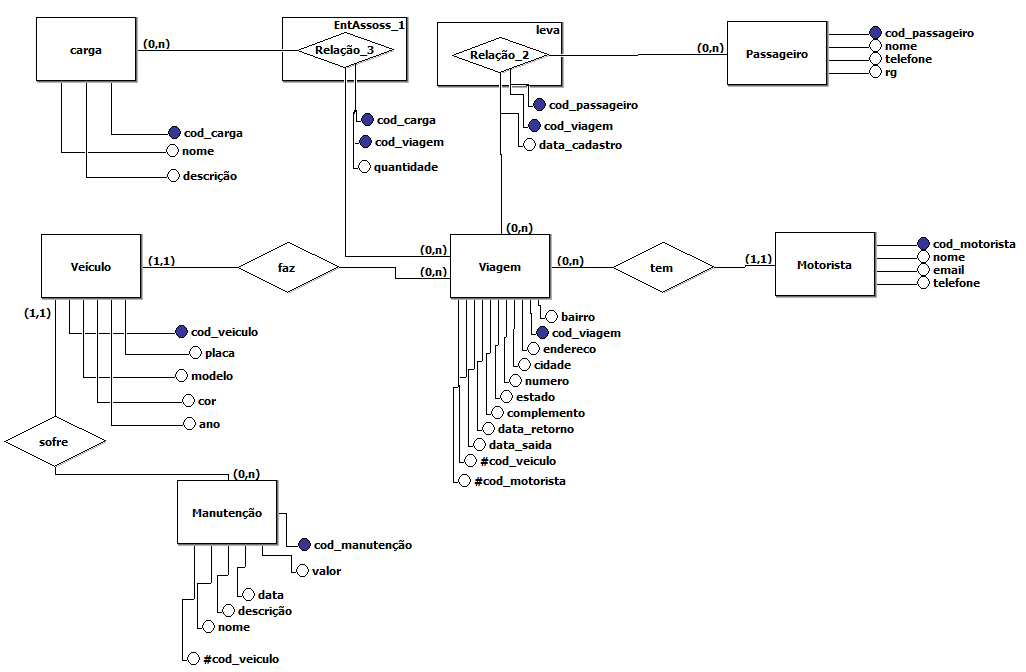 carga
(0,n)
EntAssoss_1
Relação_3
cod_carga
cod_viagem
quantidade
cod_carga
nome
descrição
leva
Relação_2
(0,n)
cod_passageiro
cod_viagem
data_cadastro
Passageiro
cod_passageiro
nome
telefone
rg
Veículo
(1,1)
faz
(0,n)
(0,n)
(0,n)
Viagem
(0,n)
tem
(1,1)
Motorista
cod_motorista
nome
email
telefone
(1,1)
cod_veiculo
placa
modelo
cor
ano
bairro
cod_viagem
endereco
cidade
numero
estado
complemento
data_retorno
data_saida
#cod_veiculo
#cod_motorista
sofre
(0,n)
Manutenção
cod_manutenção
valor
data
descrição
nome
#cod_veiculo